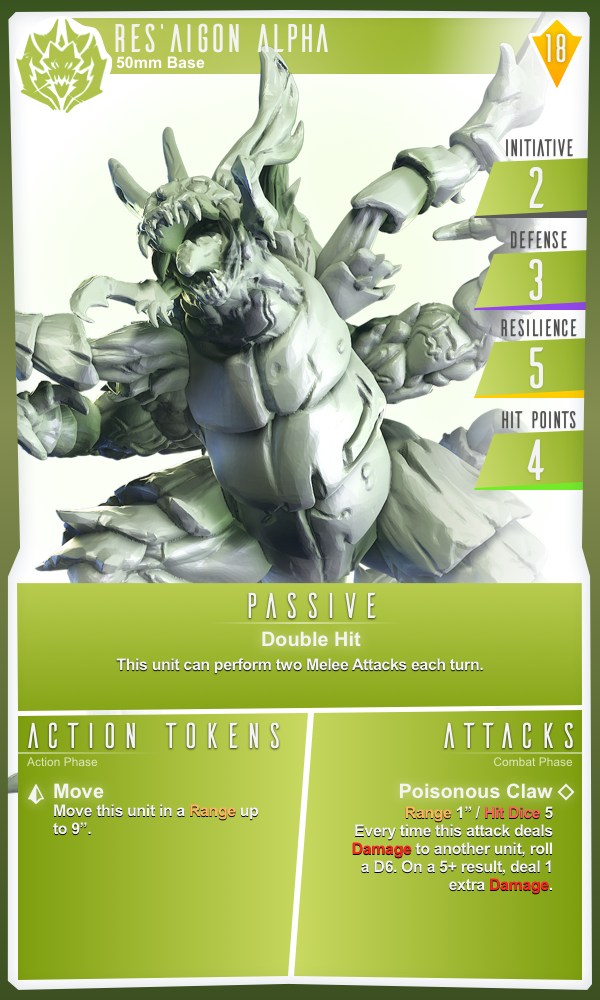 RES'AIGON ALPHA
50mm Base
18
INITIATIVE
2
DEFENSE
3
RESILIENCE
5
HIT POINTS
4
PASSIVE
Double Hit
This unit can perform two Melee Attacks each turn.
ACTION TOKENS
Action Phase
Move
Move this unit in a Range up
to 9”.
ATTACKS
Combat Phase
Poisonous Claw
Range 1” / Hit Dice 5
Every time this attack deals
Damage to another unit, roll
a D6. On a 5+ result, deal 1
extra Damage.